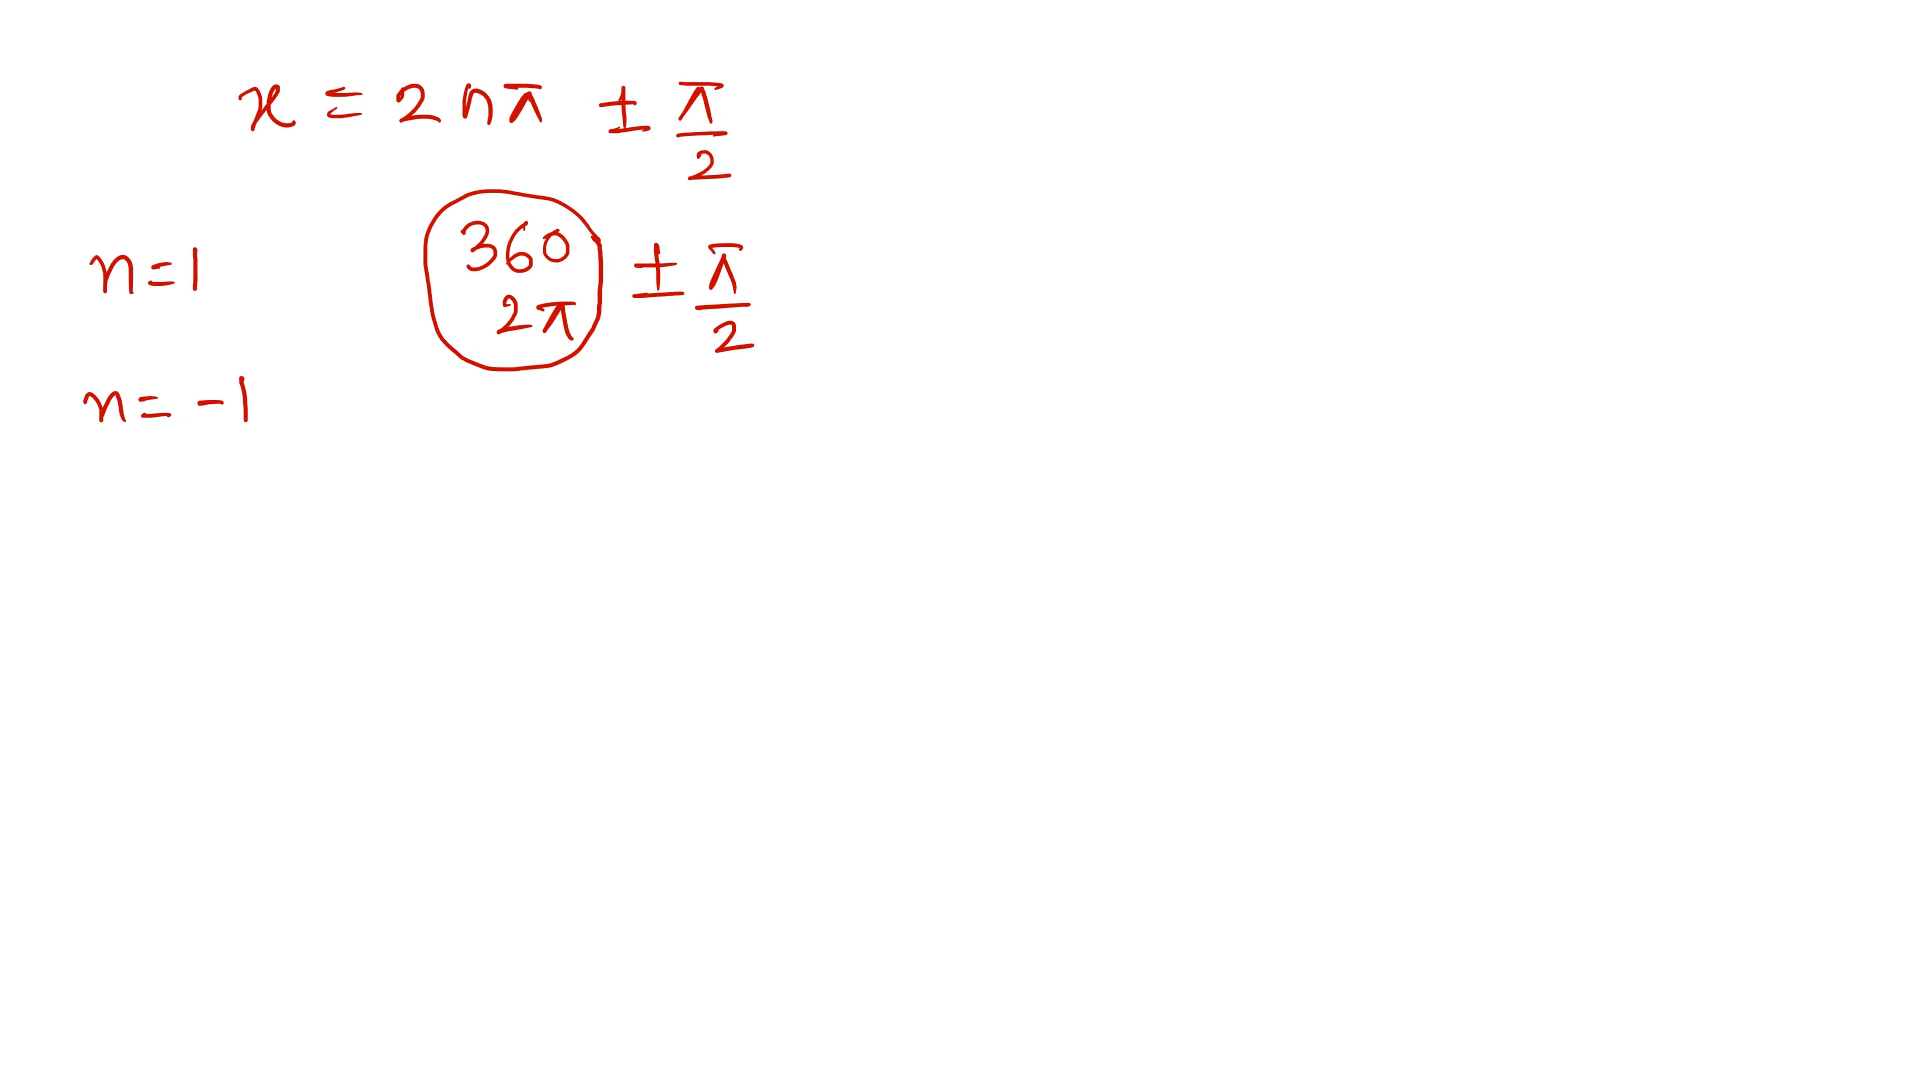 x = 2nπ ± π/2
n=1 360 2π ± π/2
n= -1